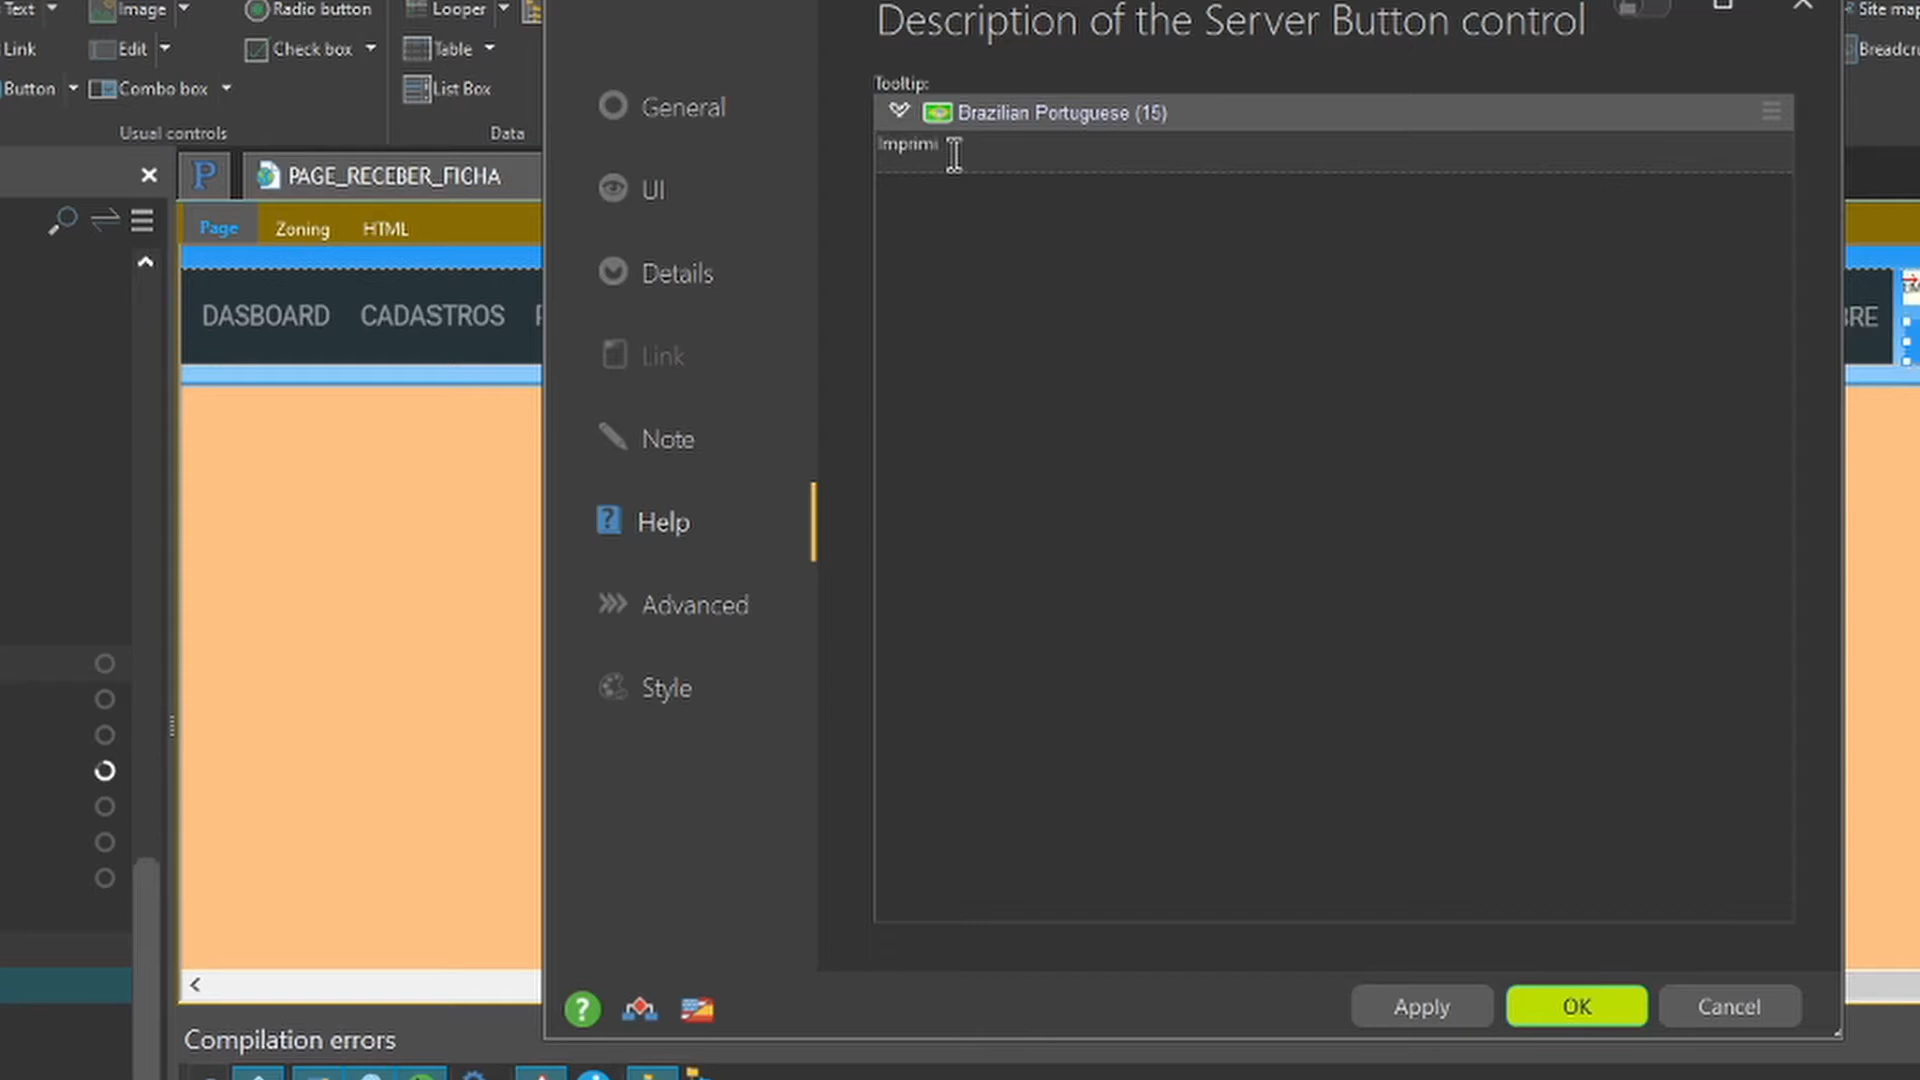 Text
Image
Radio button
Looper
Link
Edit
Check box
Table
Button
Combo box
List Box
Usual controls
Data
PAGE_RECEBER_FICHA
Page
Zoning
HTML
DASBOARD
CADASTROS
Description of the Server Button control
Tooltip:
Brazilian Portuguese (15)
Imprimi
General
UI
Details
Link
Note
Help
Advanced
Style
Apply
OK
Cancel
Site map
Breadcru
BRE
Compilation errors